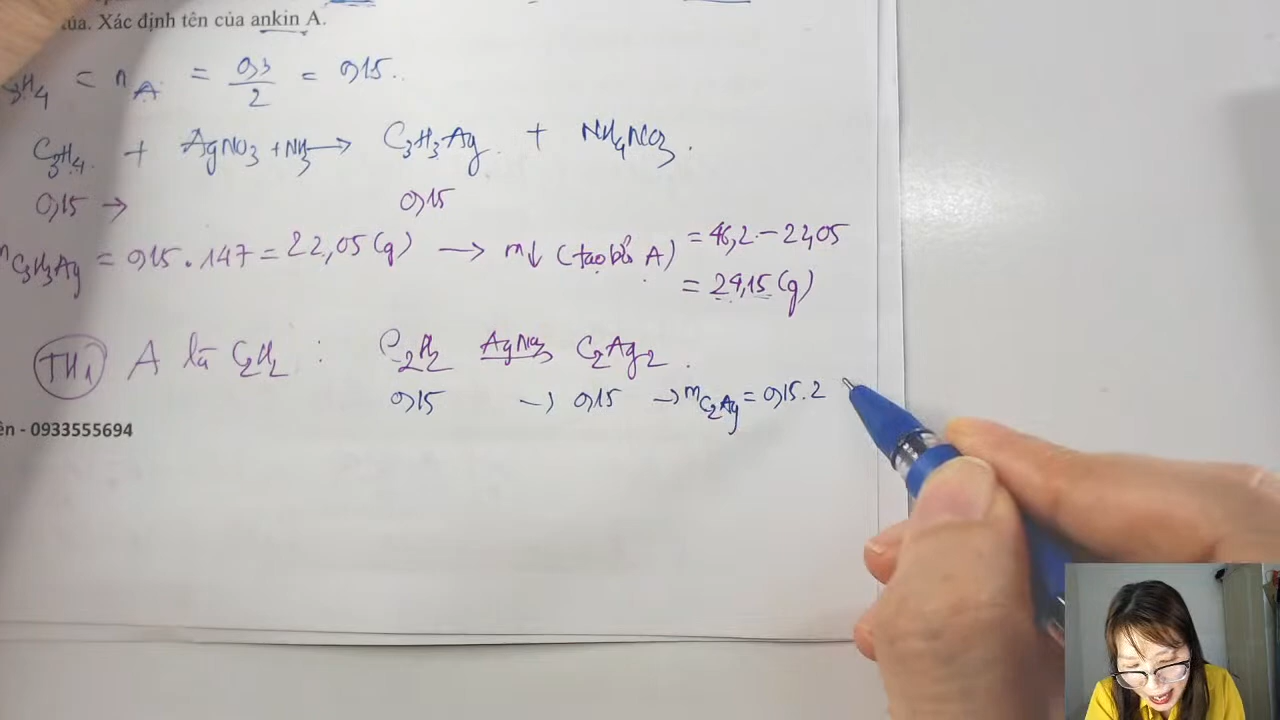 tủa. Xác định tên của ankin A.
3H4 = nA = 0,3/2 = 0,15.
C3H4 + AgNO3 + NH3 → C3H3Ag + NH4NO3.
0,15 → 0,15
mC3H3Ag = 0,15.147 = 22,05 (g) → m↓ (tạo bởi A) = 46,2 - 22,05
= 24,15 (g)
TH1 A là C2H2 : C2H2 AgNO3→ C2Ag2.
0,15 → 0,15 → mC2Ag = 0,15.2
ên - 0933555694